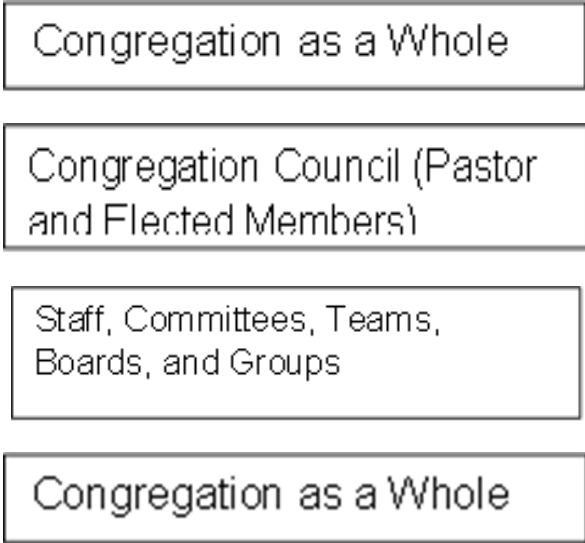 Congregation as a Whole
Congregation Council (Pastor
and Elected Members)
Staff, Committees, Teams,
Boards, and Groups
Congregation as a Whole